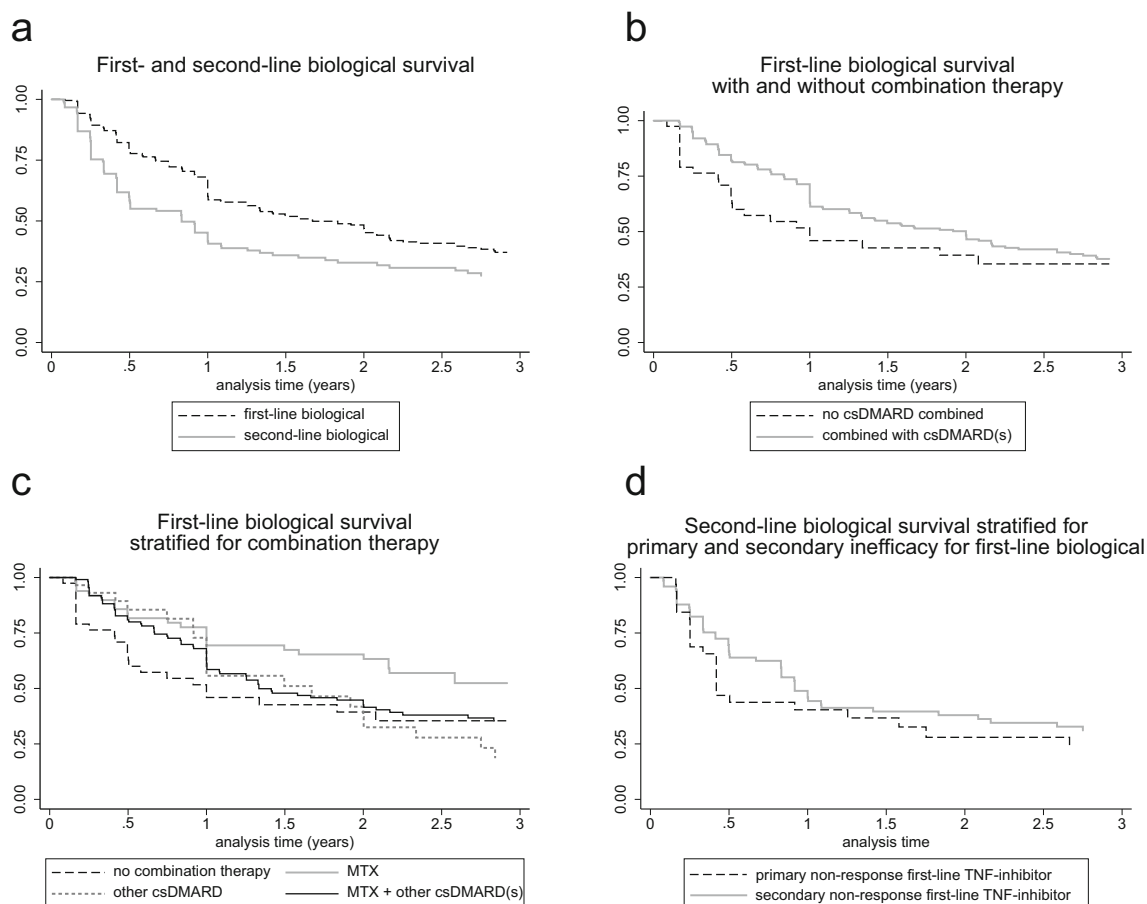 a
First- and second-line biological survival
1.00
0.75
0.50
0.25
0.00
0
.5
1
1.5
2
2.5
3
analysis time (years)
first-line biological
second-line biological
b
First-line biological survival
with and without combination therapy
1.00
0.75
0.50
0.25
0.00
0
.5
1
1.5
2
2.5
3
analysis time (years)
no csDMARD combined
combined with csDMARD(s)
c
First-line biological survival
stratified for combination therapy
1.00
0.75
0.50
0.25
0.00
0
.5
1
1.5
2
2.5
3
analysis time (years)
no combination therapy
MTX
other csDMARD
MTX + other csDMARD(s)
d
Second-line biological survival stratified for
primary and secondary inefficacy for first-line biological
1.00
0.75
0.50
0.25
0.00
0
.5
1
1.5
2
2.5
3
analysis time
primary non-response first-line TNF-inhibitor
secondary non-response first-line TNF-inhibitor